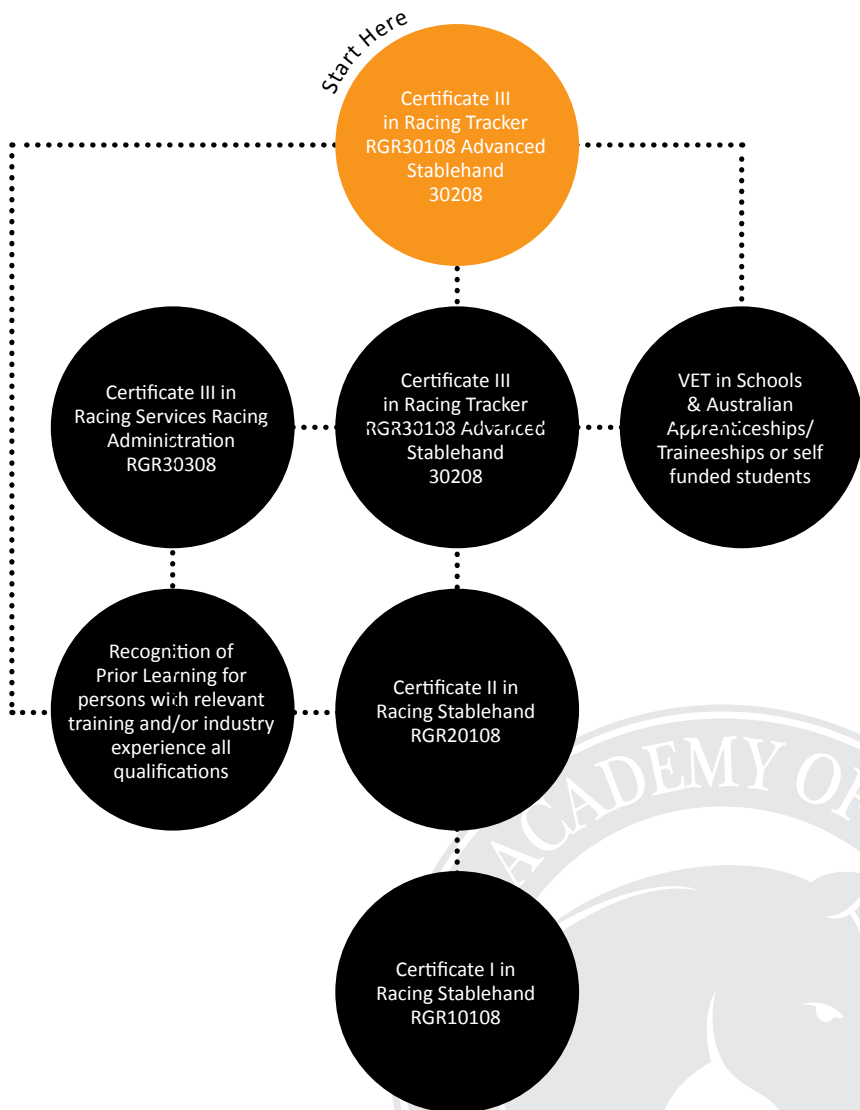 Start Here
Certificate III
in Racing Tracker
RGR30108 Advanced
Stablehand
30208
Certificate III in
Racing Services Racing
Administration
RGR30308
Certificate III
in Racing Tracker
RGR30108 Advanced
Stablehand
30208
VET in Schools
& Australian
Apprenticeships/
Traineeships or self
funded students
Recognition of
Prior Learning for
persons with relevant
training and/or industry
experience all
qualifications
Certificate II in
Racing Stablehand
RGR20108
Certificate I in
Racing Stablehand
RGR10108
ACADEMY OF